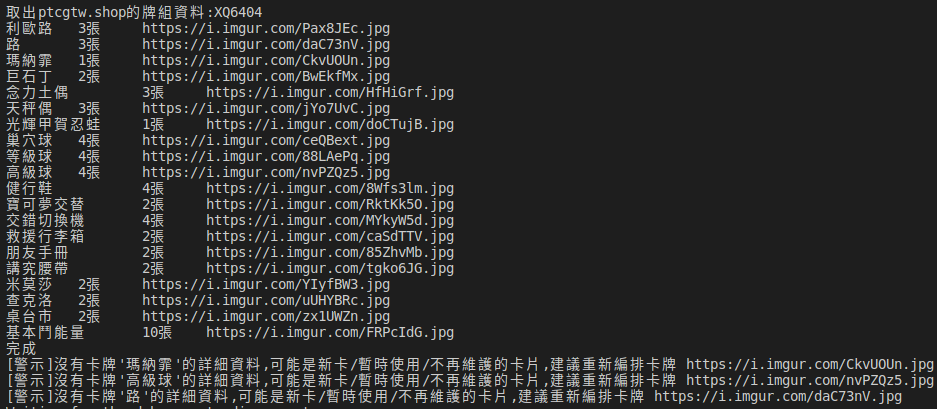 取出ptcgtw.shop的牌組資料:XQ6404
利歐路 3張 https://i.imgur.com/Pax8JEc.jpg
路 3張 https://i.imgur.com/daC73nV.jpg
瑪納霏 1張 https://i.imgur.com/CkvUOUn.jpg
巨石丁 2張 https://i.imgur.com/BwEkfMx.jpg
念力土偶 3張 https://i.imgur.com/HfHiGrf.jpg
天秤偶 3張 https://i.imgur.com/jYo7UvC.jpg
光輝甲賀忍蛙 1張 https://i.imgur.com/doCTujB.jpg
巢穴球 4張 https://i.imgur.com/ceQBext.jpg
等級球 4張 https://i.imgur.com/88LAePq.jpg
高級球 4張 https://i.imgur.com/nvPZQz5.jpg
健行鞋 4張 https://i.imgur.com/8Wfs3lm.jpg
寶可夢交替 2張 https://i.imgur.com/RktKk5O.jpg
交錯切換機 4張 https://i.imgur.com/MYkyW5d.jpg
救援行李箱 2張 https://i.imgur.com/caSdTTV.jpg
朋友手冊 2張 https://i.imgur.com/85ZhvMb.jpg
講究腰帶 2張 https://i.imgur.com/tgko6JG.jpg
米莫莎 2張 https://i.imgur.com/YIyfBW3.jpg
查克洛 2張 https://i.imgur.com/uUHYBRc.jpg
桌台市 2張 https://i.imgur.com/zx1UWZn.jpg
基本鬥能量 10張 https://i.imgur.com/FRPcIdG.jpg
完成
[警示]沒有卡牌'瑪納霏'的詳細資料,可能是新卡/暫時使用/不再維護的卡片,建議重新編排卡牌 https://i.imgur.com/CkvUOUn.jpg
[警示]沒有卡牌'高級球'的詳細資料,可能是新卡/暫時使用/不再維護的卡片,建議重新編排卡牌 https://i.imgur.com/nvPZQz5.jpg
[警示]沒有卡牌'路'的詳細資料,可能是新卡/暫時使用/不再維護的卡片,建議重新編排卡牌 https://i.imgur.com/daC73nV.jpg